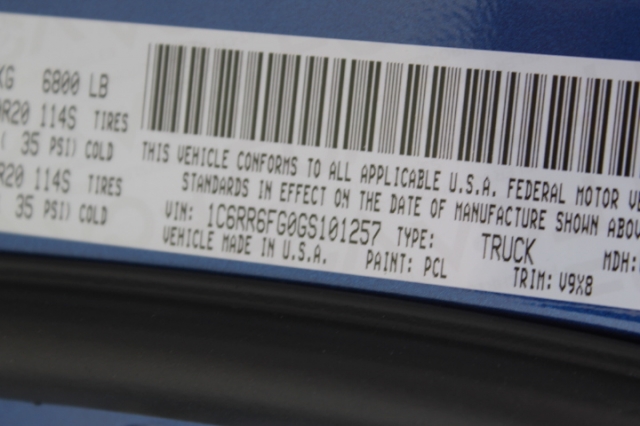 KG 6800 LB
R20 114S TIRES
35 PSI) COLD
R20 114S TIRES
35 PSI) COLD
THIS VEHICLE CONFORMS TO ALL APPLICABLE U.S.A. FEDERAL MOTOR VE
STANDARDS IN EFFECT ON THE DATE OF MANUFACTURE SHOWN ABOV
VIN: 1C6RR6FG0GS101257 TYPE: TRUCK MDH:
VEHICLE MADE IN U.S.A. PAINT: PCL TRIM: V9X8